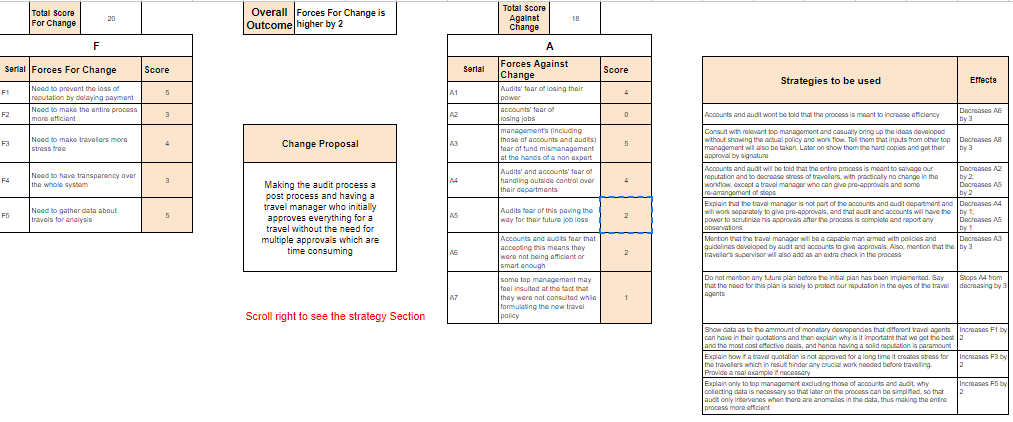 Total Score
For Change
20
Overall
Outcome
Forces For Change is
higher by 2
Total Score
Against
Change
18
F
Serial
Forces For Change
Score
F1
Need to prevent the loss of
reputation by delaying payment
5
F2
Need to make the entire process
more efficient
3
F3
Need to make travellers more
stress free
4
F4
Need to have transparency over
the whole system
3
F5
Need to gather data about
travels for analysis
5
Change Proposal
Making the audit process a
post process and having a
travel manager who initially
approves everything for a
travel without the need for
multiple approvals which are
time consuming
Scroll right to see the strategy Section
A
Serial
Forces Against
Change
Score
A1
Audits' fear of losing their
power
4
A2
accounts' fear of
losing jobs
0
A3
management's (including
those of accounts and audits)
fear of fund mismanagement
at the hands of a non expert
5
A4
Audits' and accounts' fear of
handling outside control over
their departments
4
A5
Audits fear of this paving the
way for their future job loss
2
A6
Accounts and audits fear that
accepting this means they
were not being efficient or
smart enough
2
A7
some top management may
feel insulted at the fact that
they were not consulted while
formulating the new travel
policy
1
Strategies to be used
Effects
Accounts and audit wont be told that the process is meant to increase efficiency
Decreases A6
by 3
Consult with relevant top management and casually bring up the ideas developed
without showing the actual policy and work flow. Tell them that inputs from other top
management will also be taken. Later on show them the hard copies and get their
approval by signature
Decreases A8
by 3
Accounts and audit will be told that the entire process is meant to salvage our
reputation and to decrease stress of travellers, with practically no change in the
workflow, except a travel manager who can give pre-approvals and some
re-arrangement of steps
Decreases A2
by 2;
Decreases A5
by 2
Explain that the travel manager is not part of the accounts and audit department and
will work separately to give pre-approvals, and that audit and accounts will have the
power to scrutinize his approvals after the process is complete and report any
observations
Decreases A4
by 1;
Decreases A5
by 1
Mention that the travel manager will be a capable man armed with policies and
guidelines developed by audit and accounts to give approvals. Also, mention that the
traveller's supervisor will also add as an extra check in the process
Decreases A3
by 3
Do not mention any future plan before the initial plan has been implemented. Say
that the need for this plan is solely to protect our reputation in the eyes of the travel
agents
Stops A4 from
decreasing by 3
Show data as to the ammount of monetary desrepencies that different travel agents
can have in their quotations and then explain why is it importatnt that we get the best
and the most cost effective deals, and hence having a solid reputation is paramount
Increases F1 by
2
Explain how if a travel quotation is not approved for a long time it creates stress for
the travellers which in result hinder any crucial work needed before travelling.
Provide a real example if necessary
Increases F3 by
2
Explain only to top management excluding those of accounts and audit, why
collecting data is necessary so that later on the process can be simplified, so that
audit only intervenes when there are anomalies in the data, thus making the entire
process more efficient
Increases F5 by
2